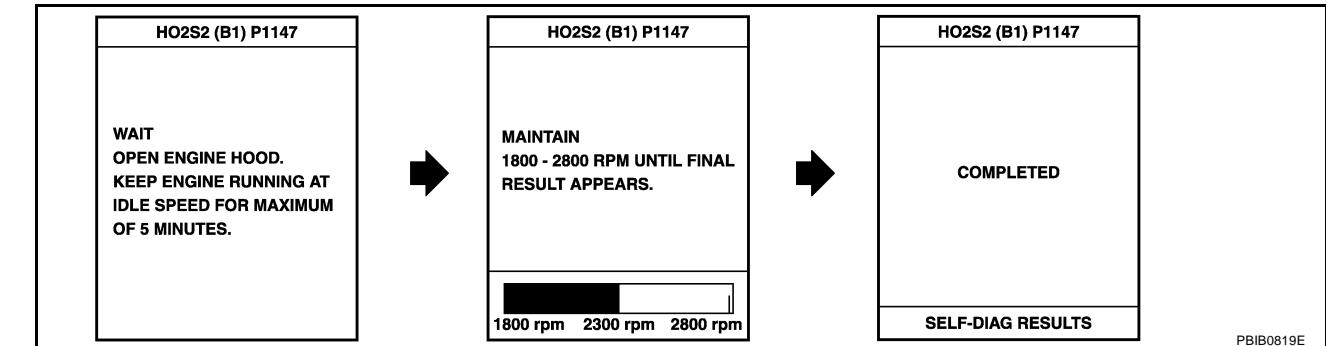 HO2S2 (B1) P1147
WAIT
OPEN ENGINE HOOD.
KEEP ENGINE RUNNING AT
IDLE SPEED FOR MAXIMUM
OF 5 MINUTES.
HO2S2 (B1) P1147
MAINTAIN
1800 - 2800 RPM UNTIL FINAL
RESULT APPEARS.
1800 rpm 2300 rpm 2800 rpm
HO2S2 (B1) P1147
COMPLETED
SELF-DIAG RESULTS
PBIB0819E